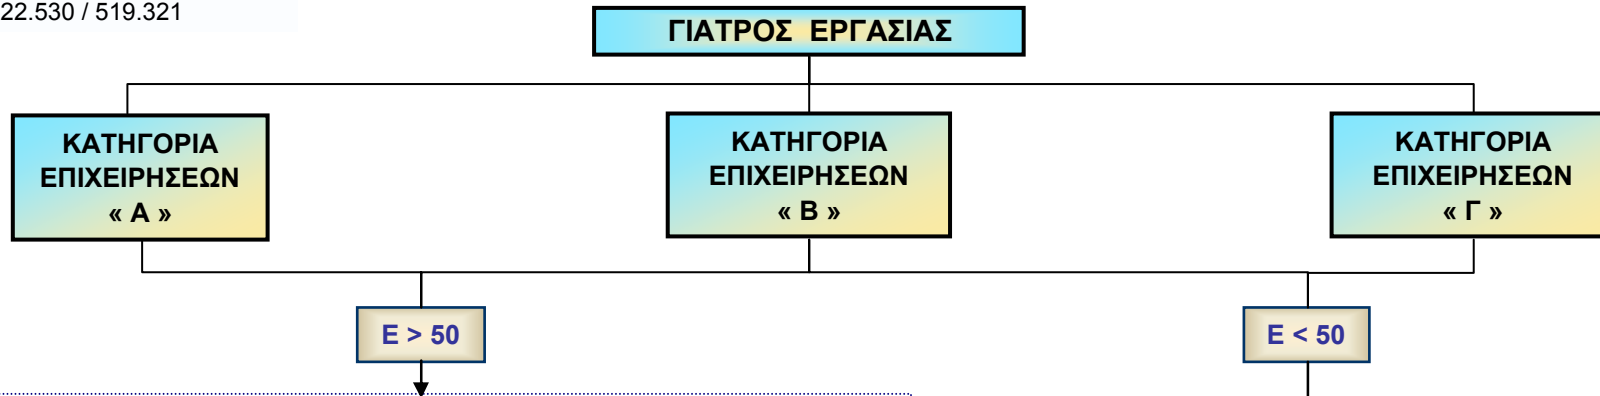 22.530 / 519.321
ΓΙΑΤΡΟΣ ΕΡΓΑΣΙΑΣ
ΚΑΤΗΓΟΡΙΑ
ΕΠΙΧΕΙΡΗΣΕΩΝ
« Α »
ΚΑΤΗΓΟΡΙΑ
ΕΠΙΧΕΙΡΗΣΕΩΝ
« Β »
ΚΑΤΗΓΟΡΙΑ
ΕΠΙΧΕΙΡΗΣΕΩΝ
« Γ »
Ε > 50
Ε < 50